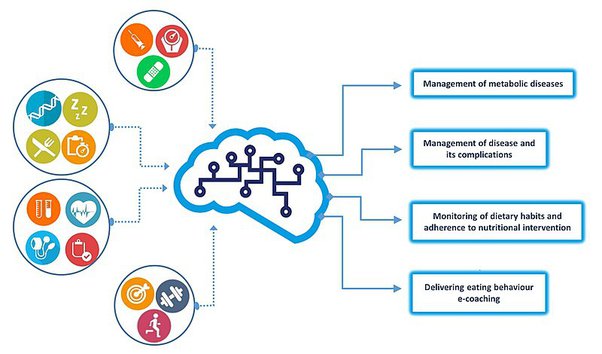 Management of metabolic diseases
Management of disease and
its complications
Monitoring of dietary habits and
adherence to nutritional intervention
Delivering eating behaviour
e-coaching
Z
Z
Z